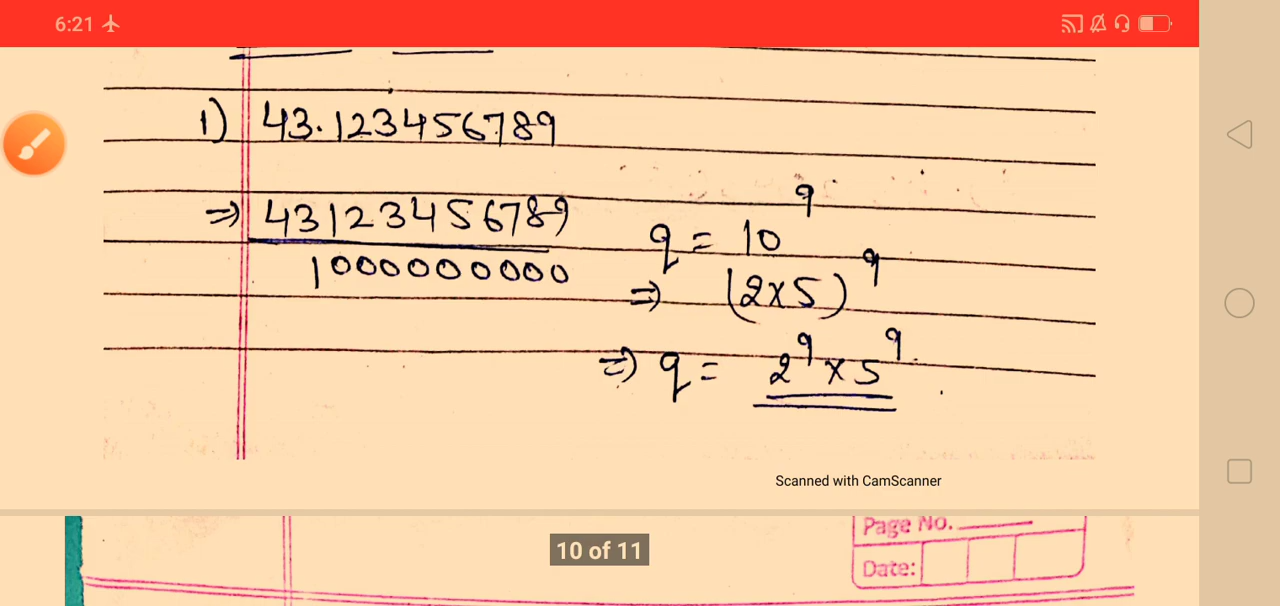 6:21
1) 43.123456789
⇒ 43123456789
1000000000
q = 10⁹
⇒ (2×5)⁹
⇒ q = 2⁹×5⁹
Scanned with CamScanner
10 of 11
Page No.
Date: